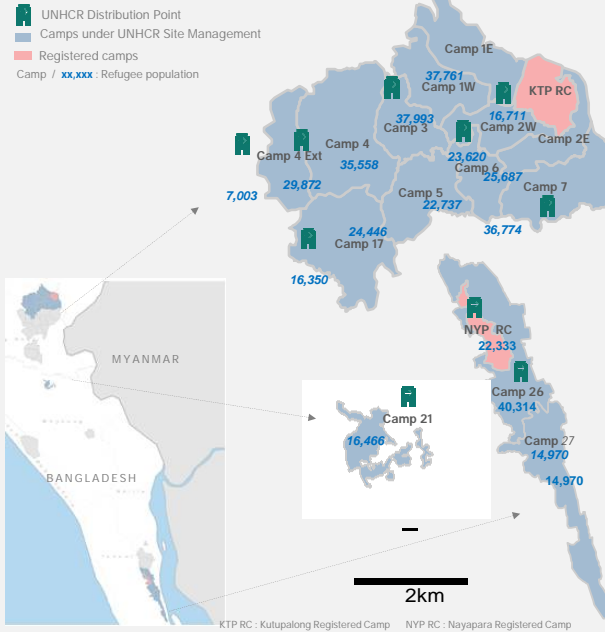 UNHCR Distribution Point
Camps under UNHCR Site Management
Registered camps
Camp / xx,xxx : Refugee population
Camp 1E
37,761
Camp 1W
KTP RC
16,711
37,993
Camp 3
Camp 2W
Camp 2E
Camp 4
23,620
Camp 4 Ext
35,558
Camp 6
25,687
29,872
Camp 7
7,003
Camp 5
22,737
24,446
36,774
Camp 17
16,350
NYP RC
22,333
MYANMAR
Camp 26
40,314
Camp 21
16,466
Camp 27
14,970
14,970
BANGLADESH
2km
KTP RC : Kutupalong Registered Camp NYP RC : Nayapara Registered Camp